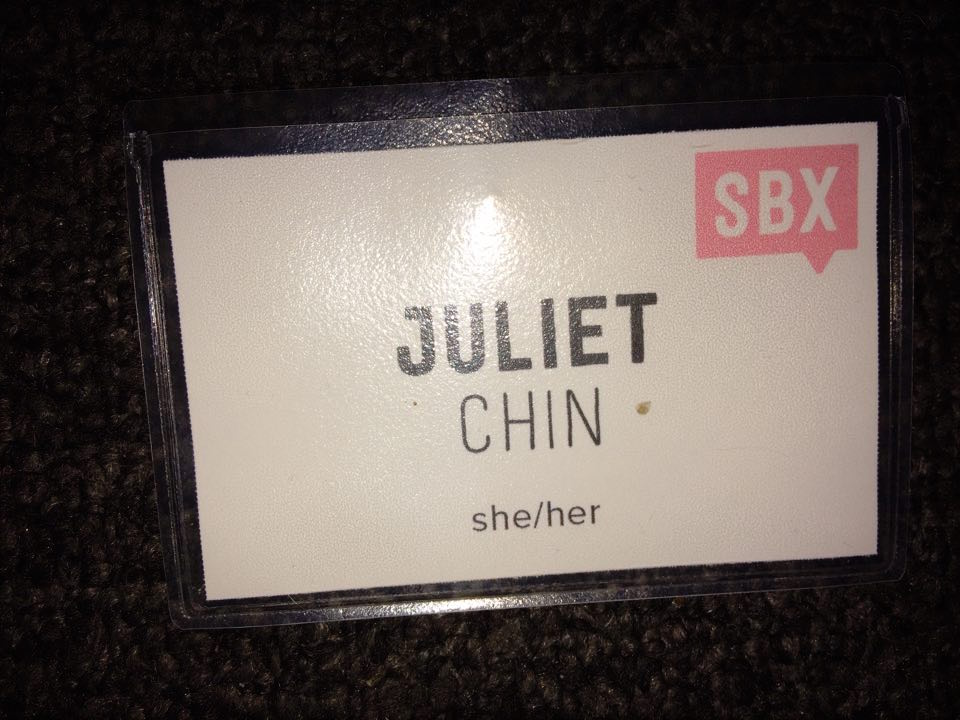 SBX
JULIET
CHIN
she/her